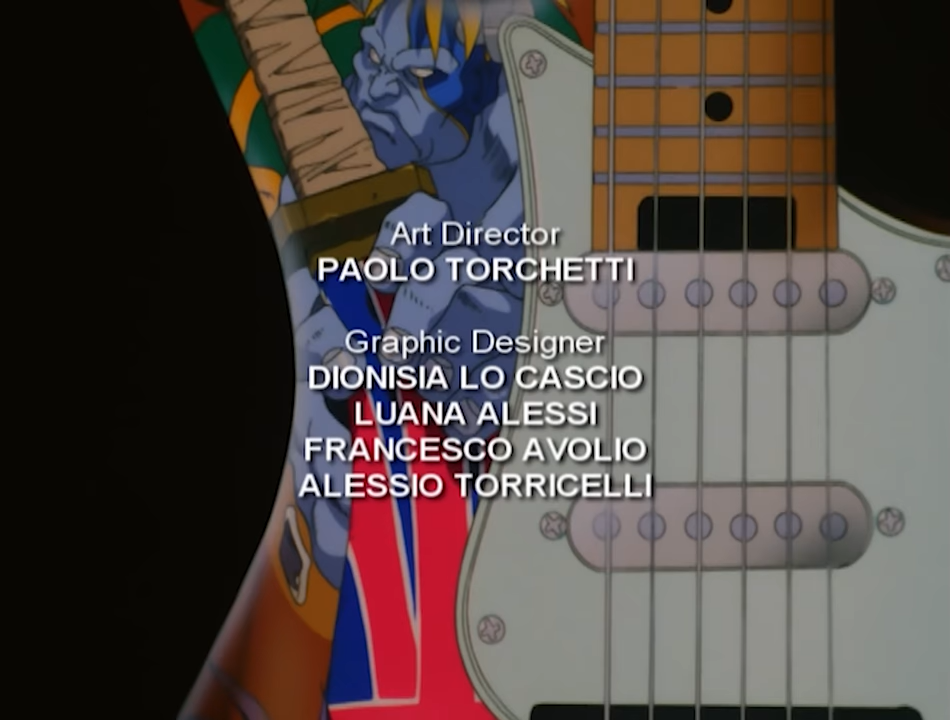 Art Director
PAOLO TORCHETTI
Graphic Designer
DIONISIA LO CASCIO
LUANA ALESSI
FRANCESCO AVOLIO
ALESSIO TORRICELLI